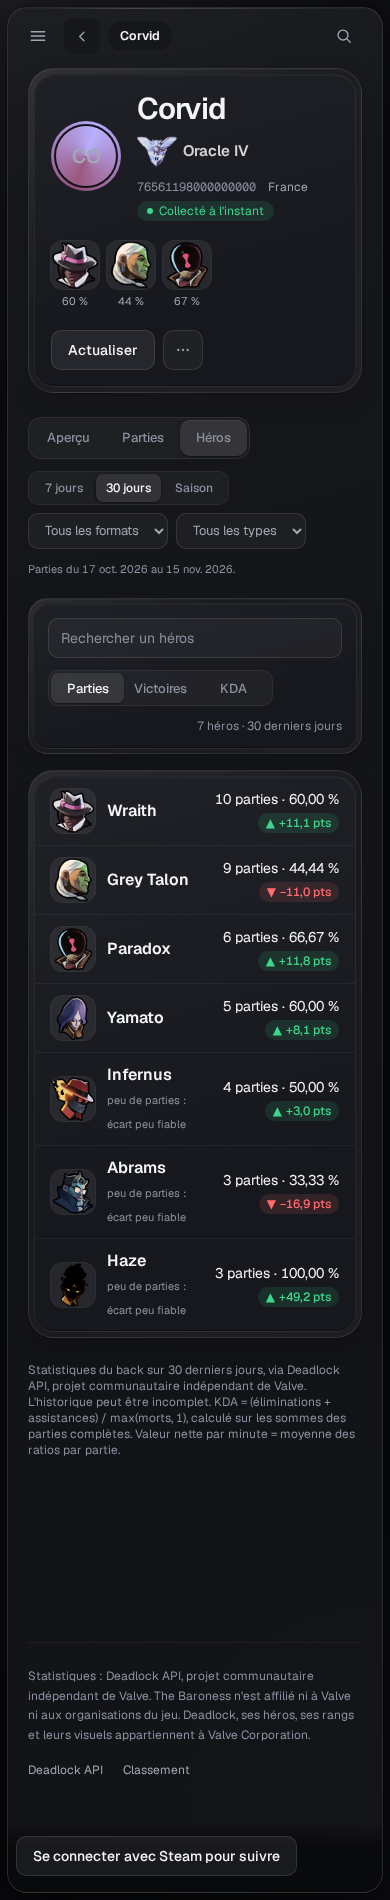 Corvid
Corvid
CO
Oracle IV
76561198000000000 France
Collecté à l'instant
60 % 44 % 67 %
Actualiser ···
Aperçu Parties Héros
7 jours 30 jours Saison
Tous les formats Tous les types
Parties du 17 oct. 2026 au 15 nov. 2026.
Rechercher un héros
Parties Victoires KDA
7 héros · 30 derniers jours
Wraith
10 parties · 60,00 %
▲ +11,1 pts
Grey Talon
9 parties · 44,44 %
▼ −11,0 pts
Paradox
6 parties · 66,67 %
▲ +11,8 pts
Yamato
5 parties · 60,00 %
▲ +8,1 pts
Infernus
peu de parties :
écart peu fiable
4 parties · 50,00 %
▲ +3,0 pts
Abrams
peu de parties :
écart peu fiable
3 parties · 33,33 %
▼ −16,9 pts
Haze
peu de parties :
écart peu fiable
3 parties · 100,00 %
▲ +49,2 pts
Statistiques du back sur 30 derniers jours, via Deadlock
API, projet communautaire indépendant de Valve.
L'historique peut être incomplet. KDA = (éliminations +
assistances) / max(morts, 1), calculé sur les sommes des
parties complètes. Valeur nette par minute = moyenne des
ratios par partie.
Statistiques : Deadlock API, projet communautaire
indépendant de Valve. The Baroness n'est affilié ni à Valve
ni aux organisations du jeu. Deadlock, ses héros, ses rangs
et leurs visuels appartiennent à Valve Corporation.
Deadlock API Classement
Se connecter avec Steam pour suivre